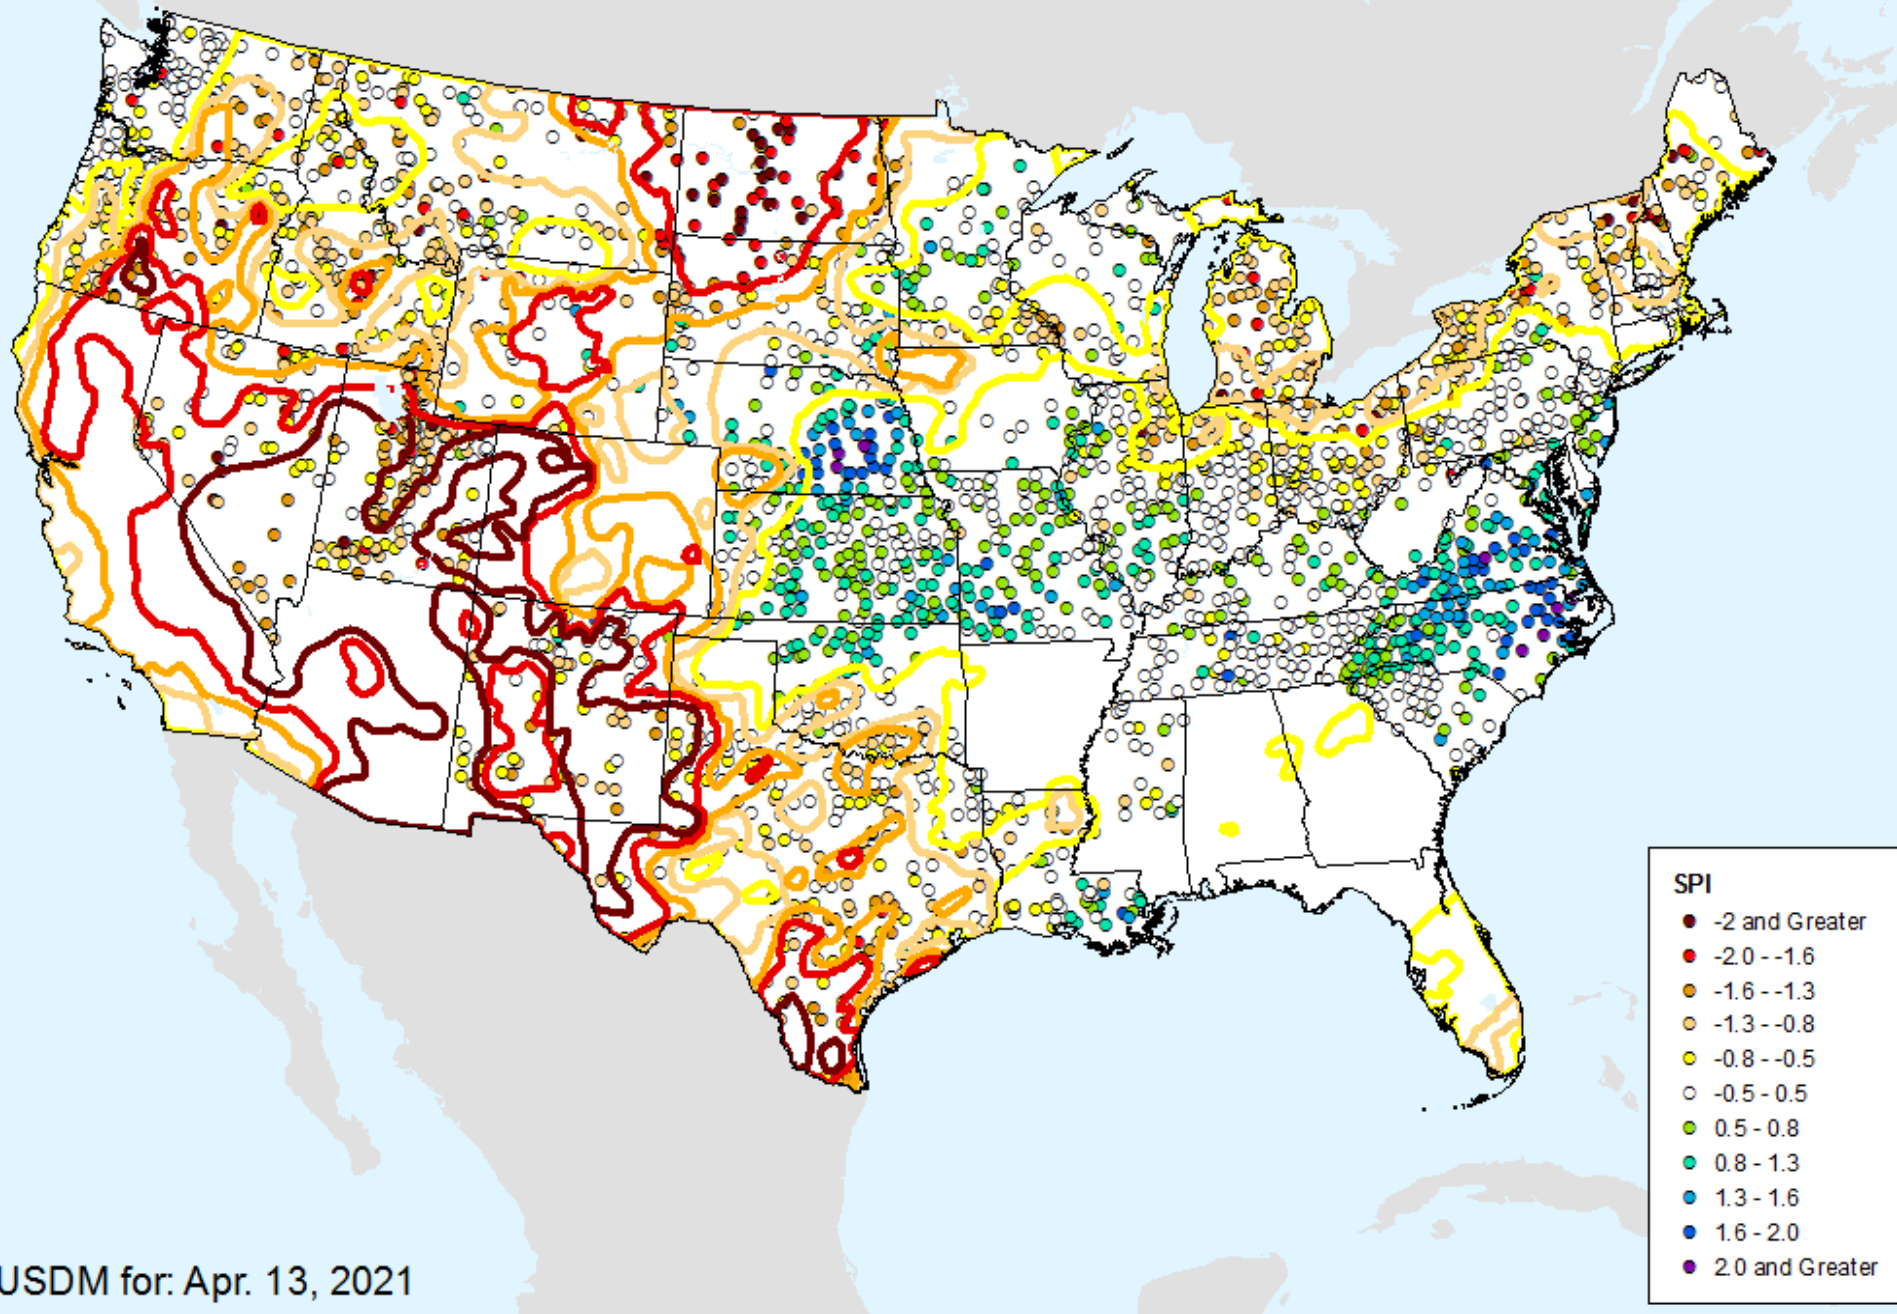 SPI
-2 and Greater
-2.0 - -1.6
-1.6 - -1.3
-1.3 - -0.8
-0.8 - -0.5
-0.5 - 0.5
0.5 - 0.8
0.8 - 1.3
1.3 - 1.6
1.6 - 2.0
2.0 and Greater
USDM for: Apr. 13, 2021